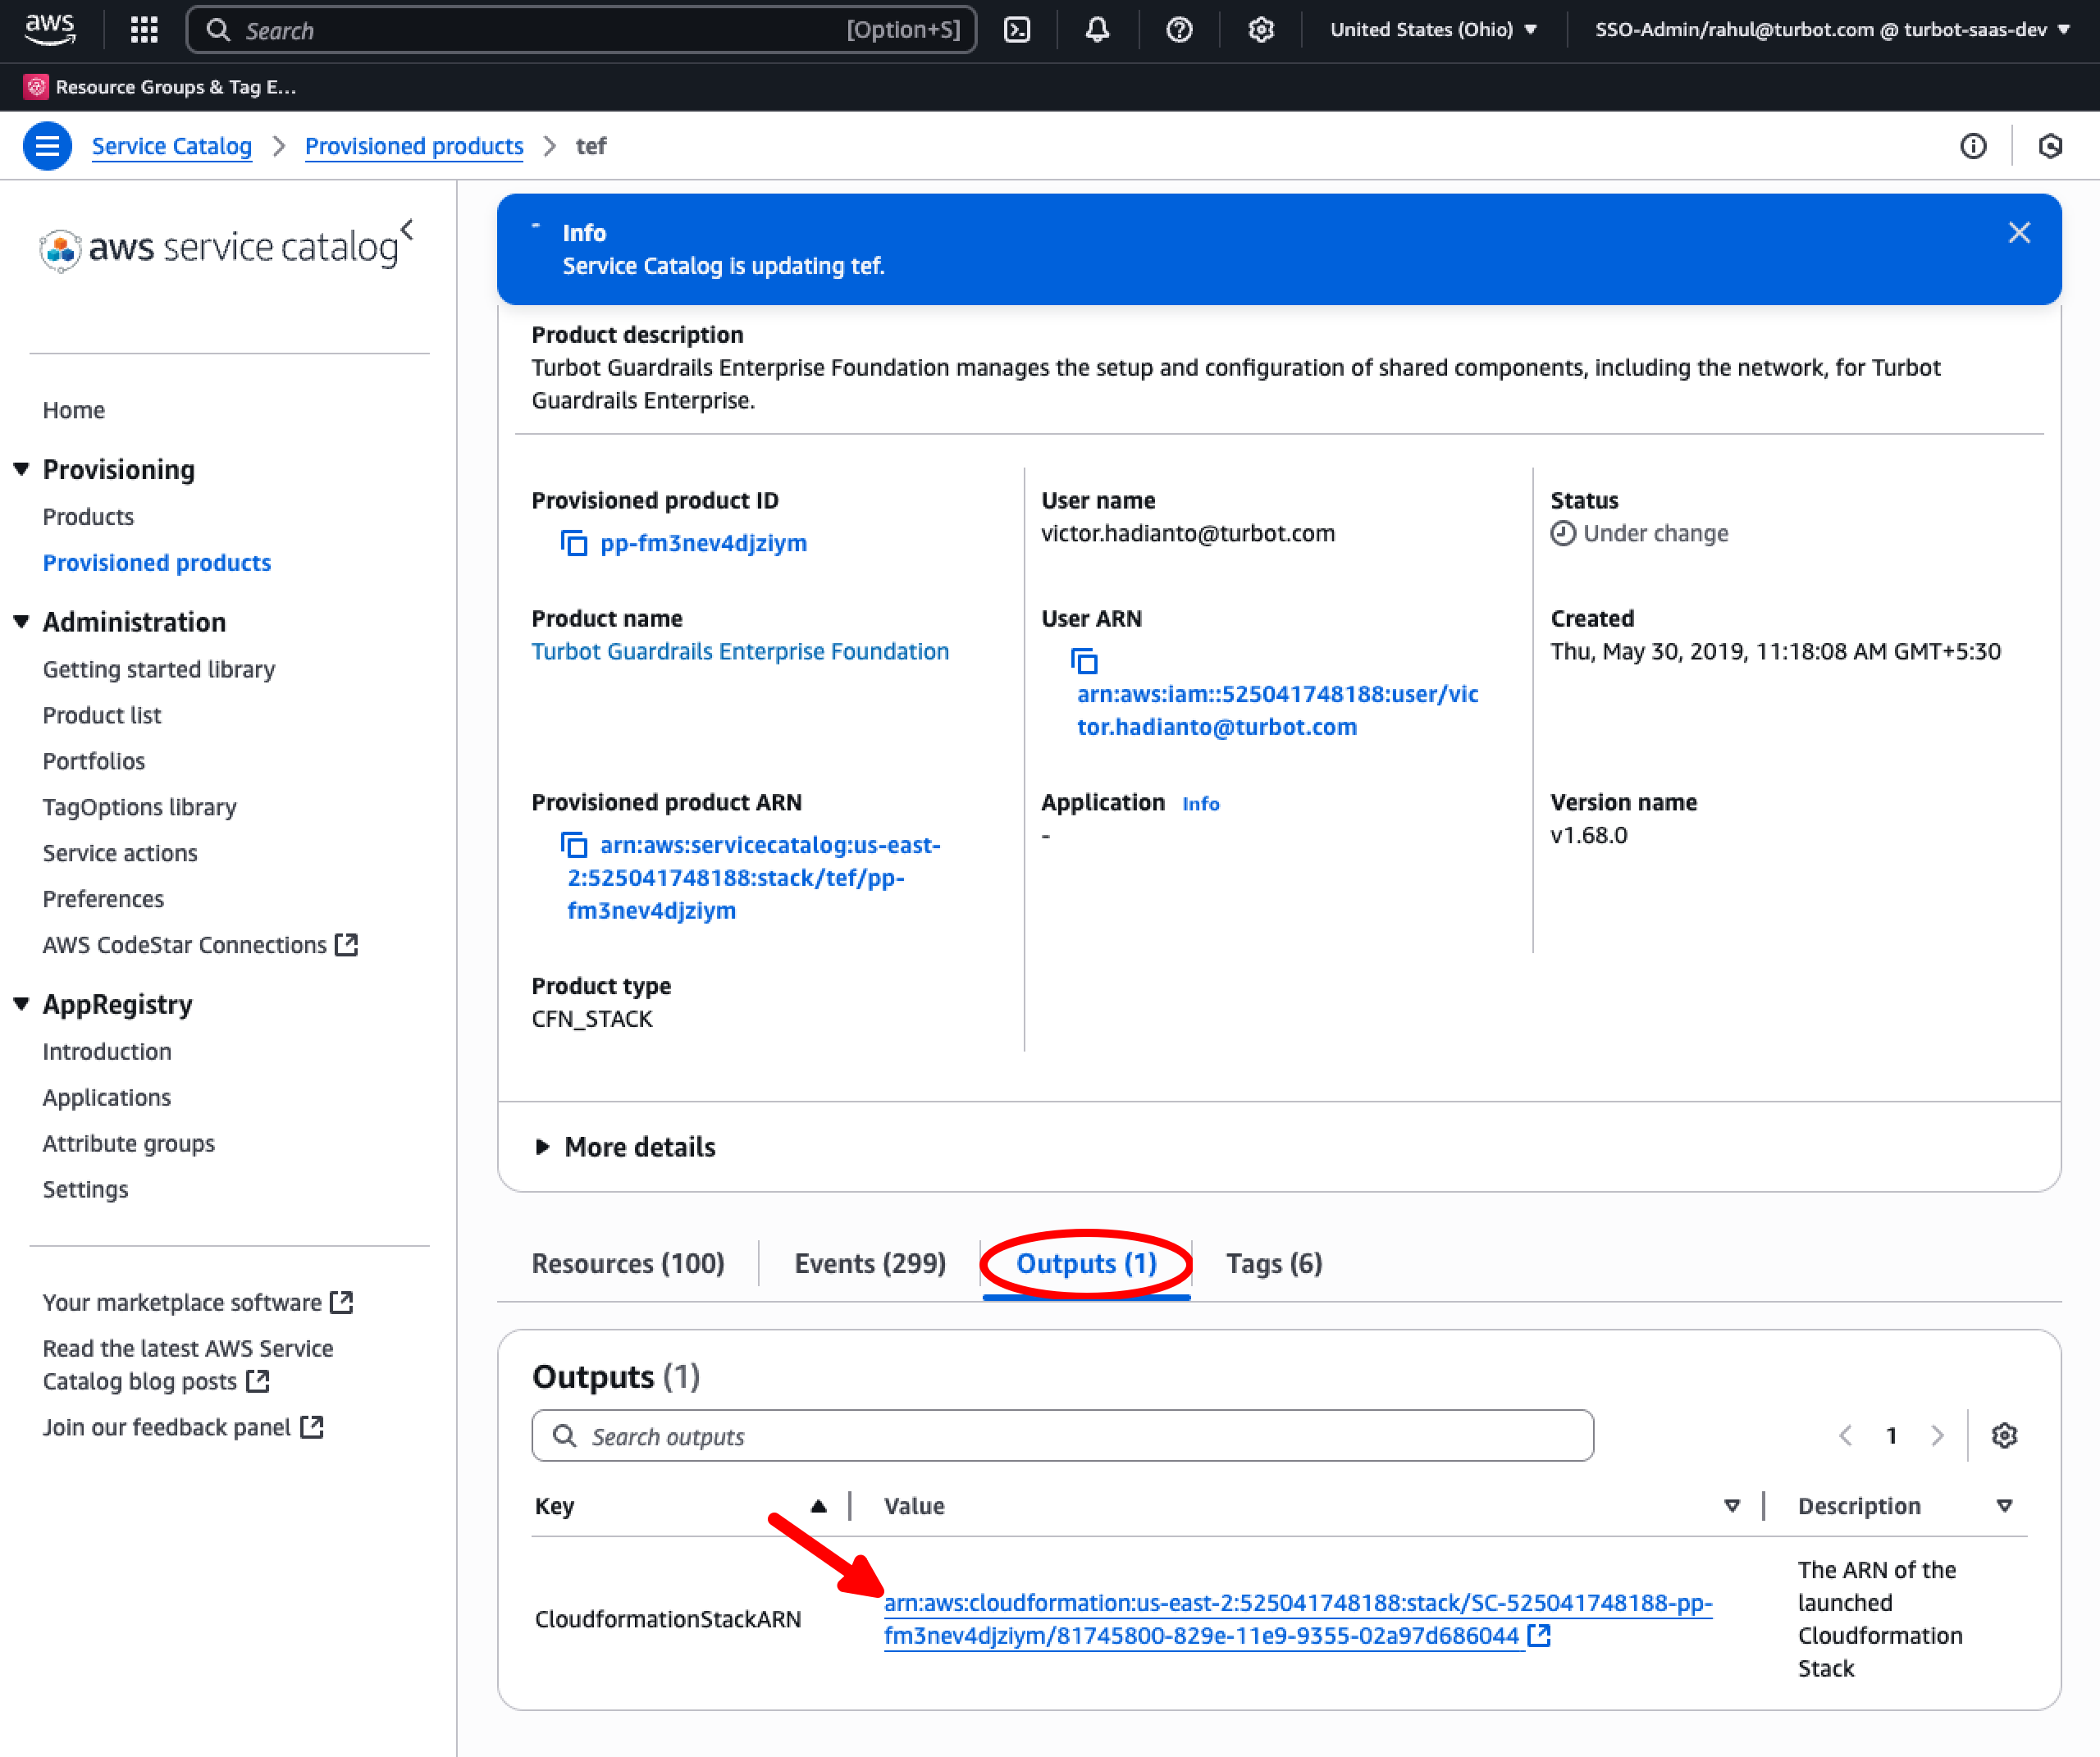 aws
Search
[Option+S]
United States (Ohio)
SSO-Admin/rahul@turbot.com @ turbot-saas-dev
Resource Groups & Tag E...
Service Catalog
Provisioned products
tef
aws service catalog
Home
Provisioning
Products
Provisioned products
Administration
Getting started library
Product list
Portfolios
TagOptions library
Service actions
Preferences
AWS CodeStar Connections
AppRegistry
Introduction
Applications
Attribute groups
Settings
Your marketplace software
Read the latest AWS Service
Catalog blog posts
Join our feedback panel
Info
Service Catalog is updating tef.
Product description
Turbot Guardrails Enterprise Foundation manages the setup and configuration of shared components, including the network, for Turbot
Guardrails Enterprise.
Provisioned product ID
pp-fm3nev4djziym
User name
victor.hadianto@turbot.com
Status
Under change
Product name
Turbot Guardrails Enterprise Foundation
User ARN
arn:aws:iam::525041748188:user/vic
tor.hadianto@turbot.com
Created
Thu, May 30, 2019, 11:18:08 AM GMT+5:30
Provisioned product ARN
arn:aws:servicecatalog:us-east-
2:525041748188:stack/tef/pp-
fm3nev4djziym
Application Info
-
Version name
v1.68.0
Product type
CFN_STACK
More details
Resources (100)
Events (299)
Outputs (1)
Tags (6)
Outputs (1)
Search outputs
1
Key
Value
Description
CloudformationStackARN
arn:aws:cloudformation:us-east-2:525041748188:stack/SC-525041748188-pp-
fm3nev4djziym/81745800-829e-11e9-9355-02a97d686044
The ARN of the
launched
Cloudformation
Stack